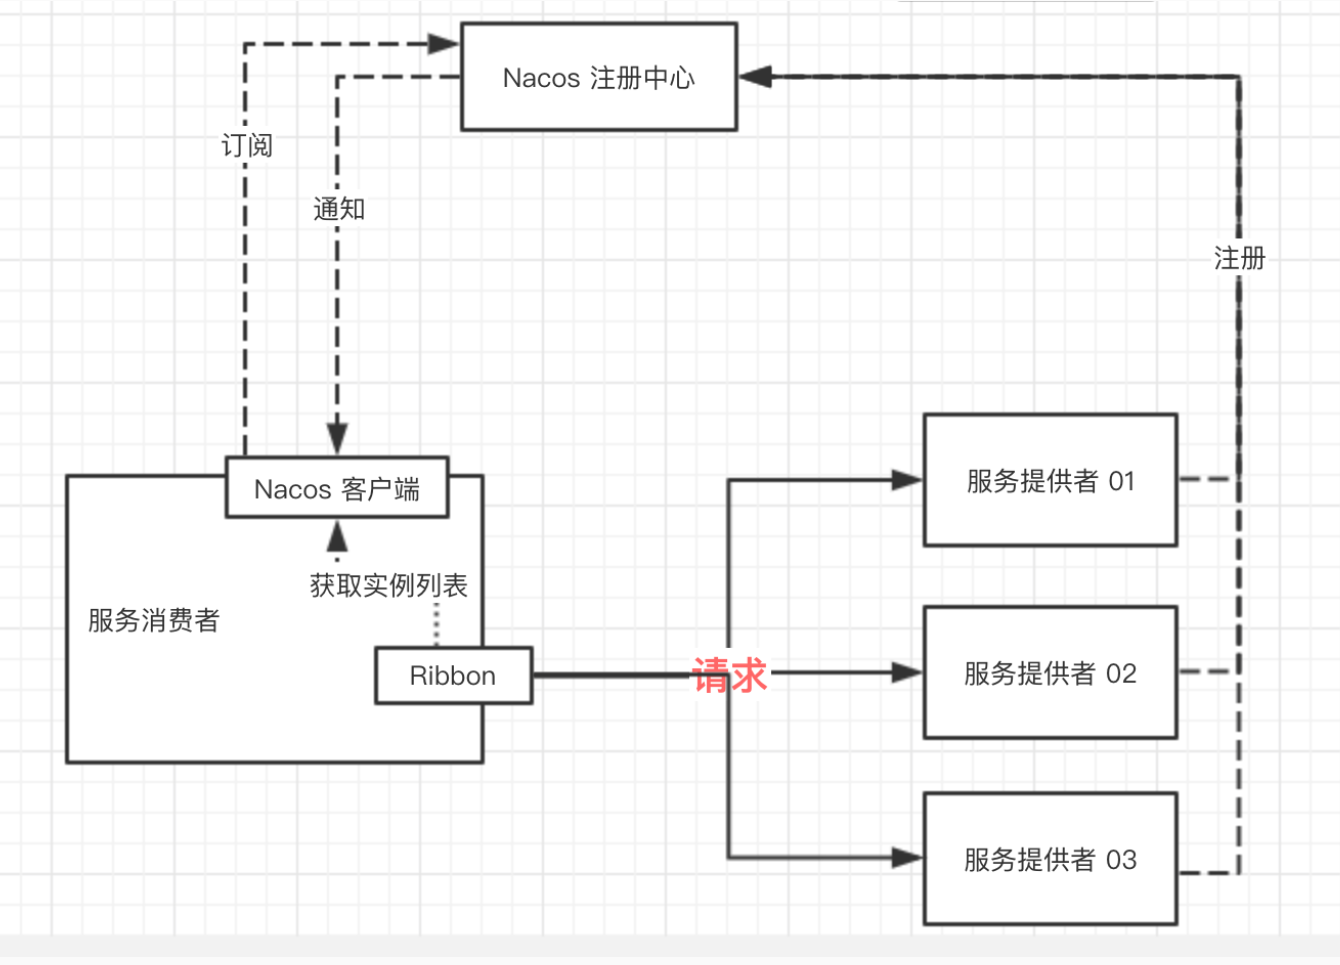 Nacos 注册中心
订阅
通知
注册
Nacos 客户端
服务提供者 01
获取实例列表
服务消费者
Ribbon
请求
服务提供者 02
服务提供者 03